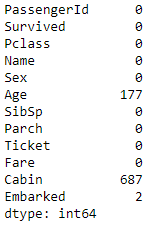 PassengerId 0
Survived 0
Pclass 0
Name 0
Sex 0
Age 177
SibSp 0
Parch 0
Ticket 0
Fare 0
Cabin 687
Embarked 2
dtype: int64